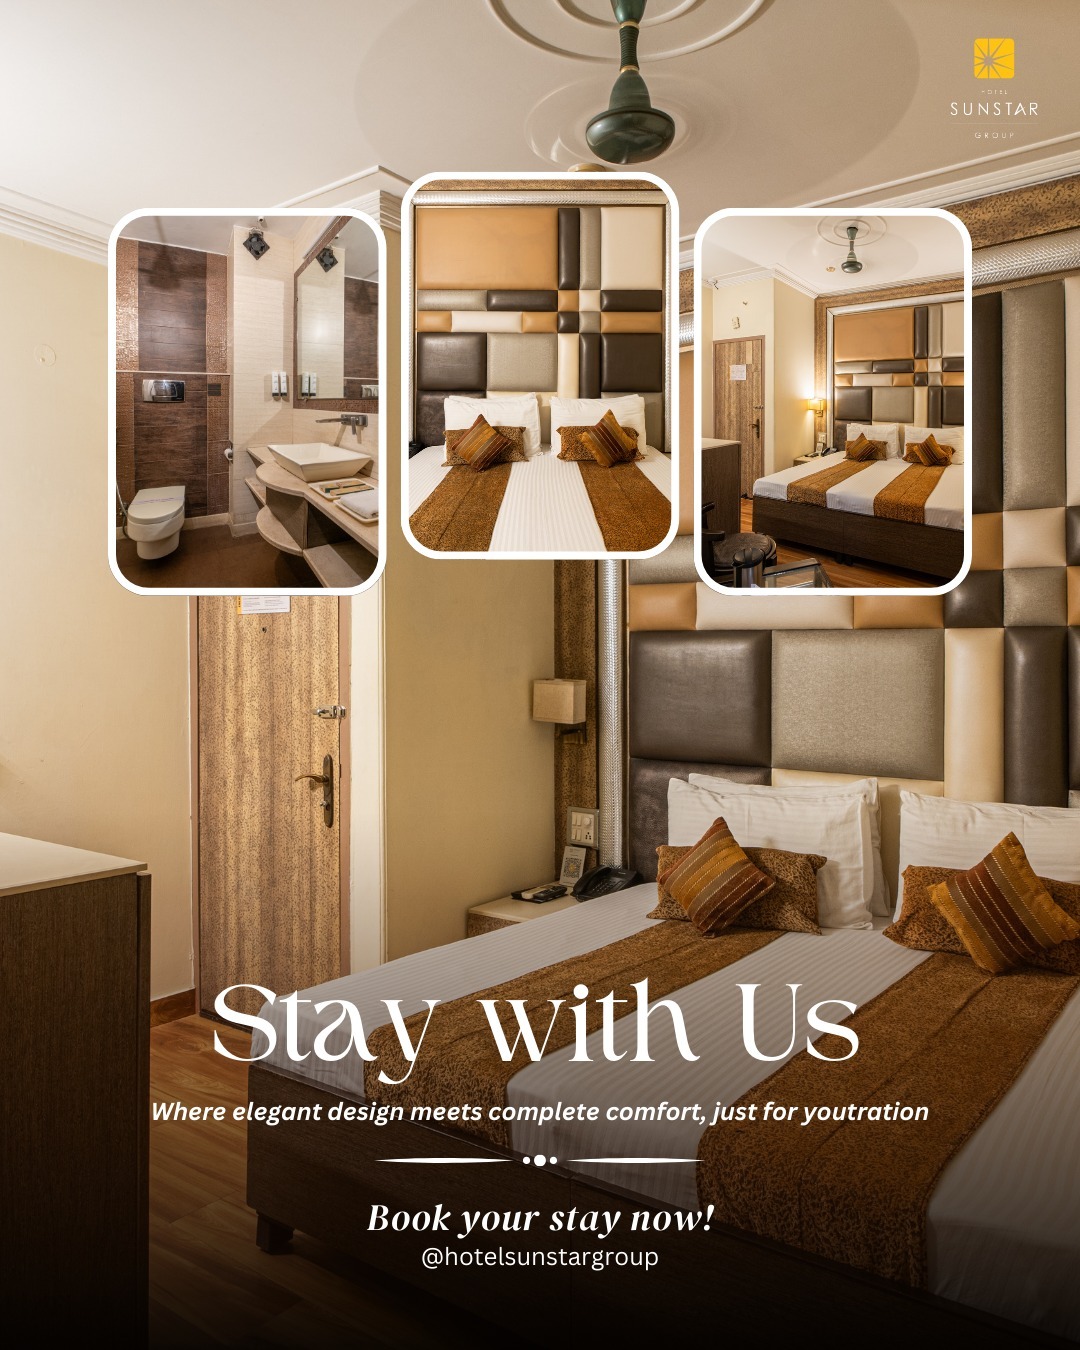 HOTEL
SUNSTAR
GROUP
Stay with Us
Where elegant design meets complete comfort, just for youtration
Book your stay now!
@hotelsunstargroup